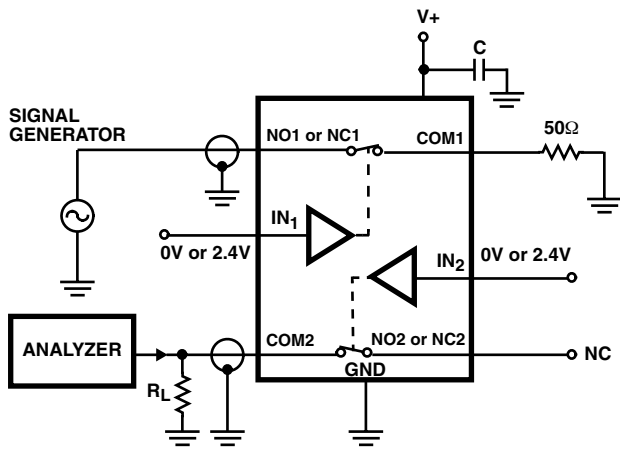 V+
C
SIGNAL
GENERATOR
NO1 or NC1
COM1
50Ω
IN1
0V or 2.4V
IN2
0V or 2.4V
ANALYZER
COM2
NO2 or NC2
NC
GND
RL